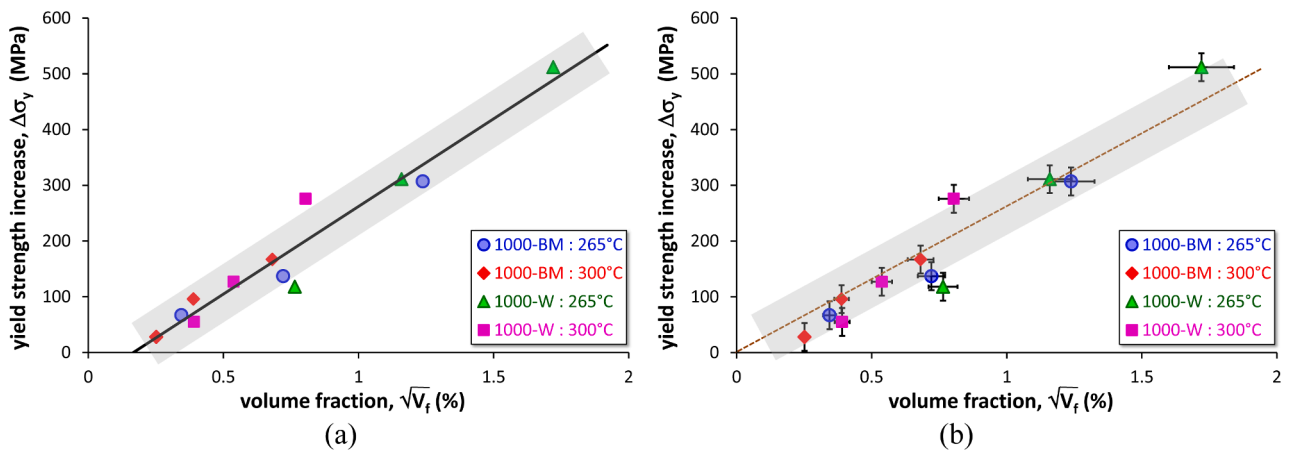 yield strength increase, Δσy (MPa)
600
500
400
300
200
100
0
0
0.5
1
1.5
2
volume fraction, √Vf (%)
1000-BM : 265°C
1000-BM : 300°C
1000-W : 265°C
1000-W : 300°C
(a)
yield strength increase, Δσy (MPa)
600
500
400
300
200
100
0
0
0.5
1
1.5
2
volume fraction, √Vf (%)
1000-BM : 265°C
1000-BM : 300°C
1000-W : 265°C
1000-W : 300°C
(b)